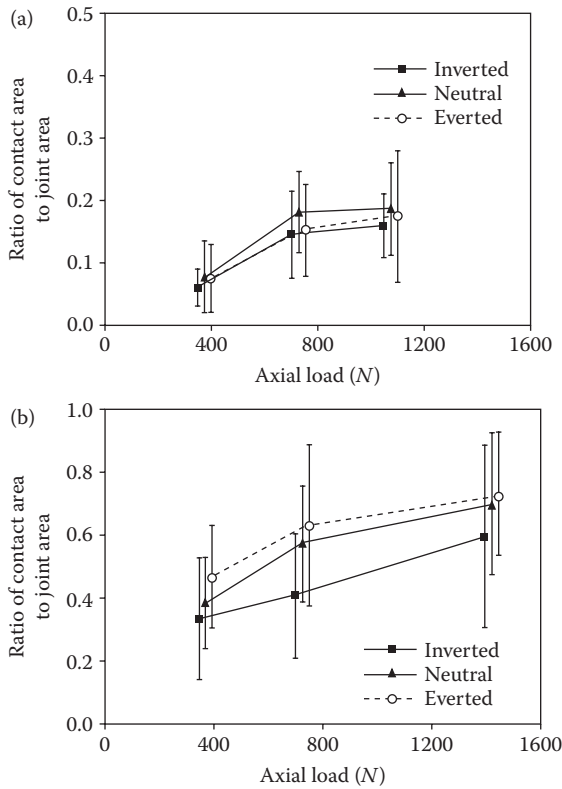 (a)
0.5
0.4
0.3
0.2
0.1
0.0
Ratio of contact area
to joint area
Inverted
Neutral
Everted
0
400
800
1200
1600
Axial load (N)
(b)
1.0
0.8
0.6
0.4
0.2
0.0
Ratio of contact area
to joint area
Inverted
Neutral
Everted
0
400
800
1200
1600
Axial load (N)